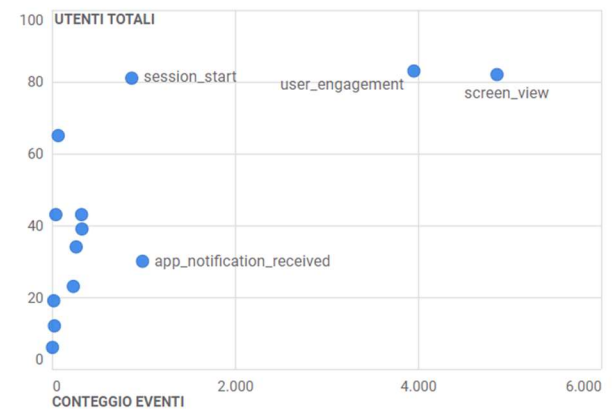 100
UTENTI TOTALI
session_start
80
user_engagement
screen_view
60
40
app_notification_received
20
0
0
2.000
4.000
6.000
CONTEGGIO EVENTI